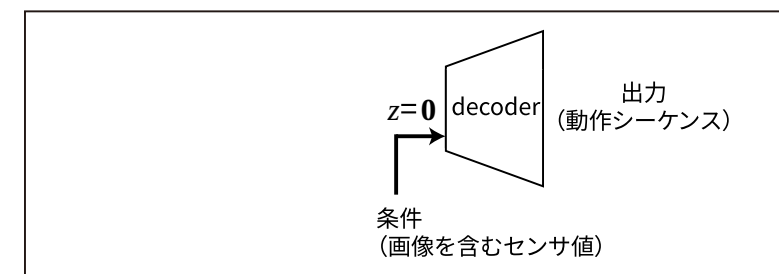 z=0
decoder
出力
（動作シーケンス）
条件
（画像を含むセンサ値）